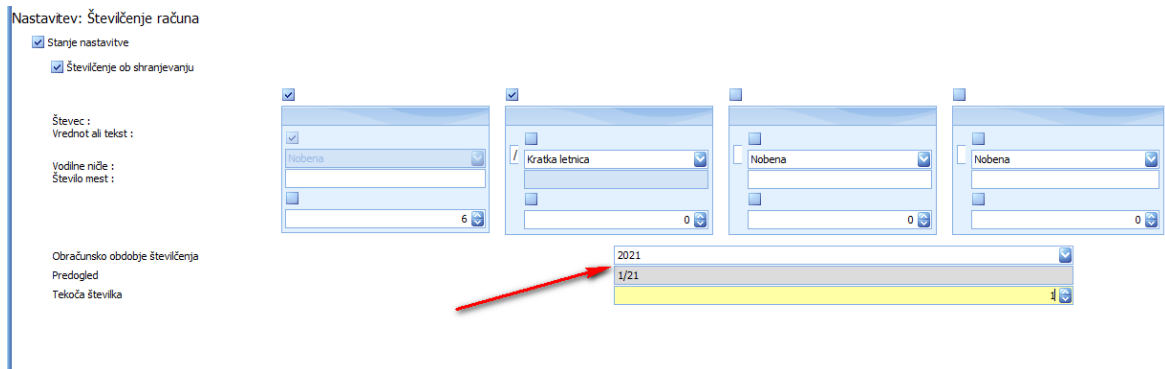 Nastavitev: Številčenje računa
Stanje nastavitve
Številčenje ob shranjevanju
Števec :
Vrednot ali tekst :
Nobena
/ Kratka letnica
Nobena
Nobena
Vodilne ničle :
Število mest :
6
0
0
0
Obračunsko obdobje številčenja 2021
Predogled 1/21
Tekoča številka 1